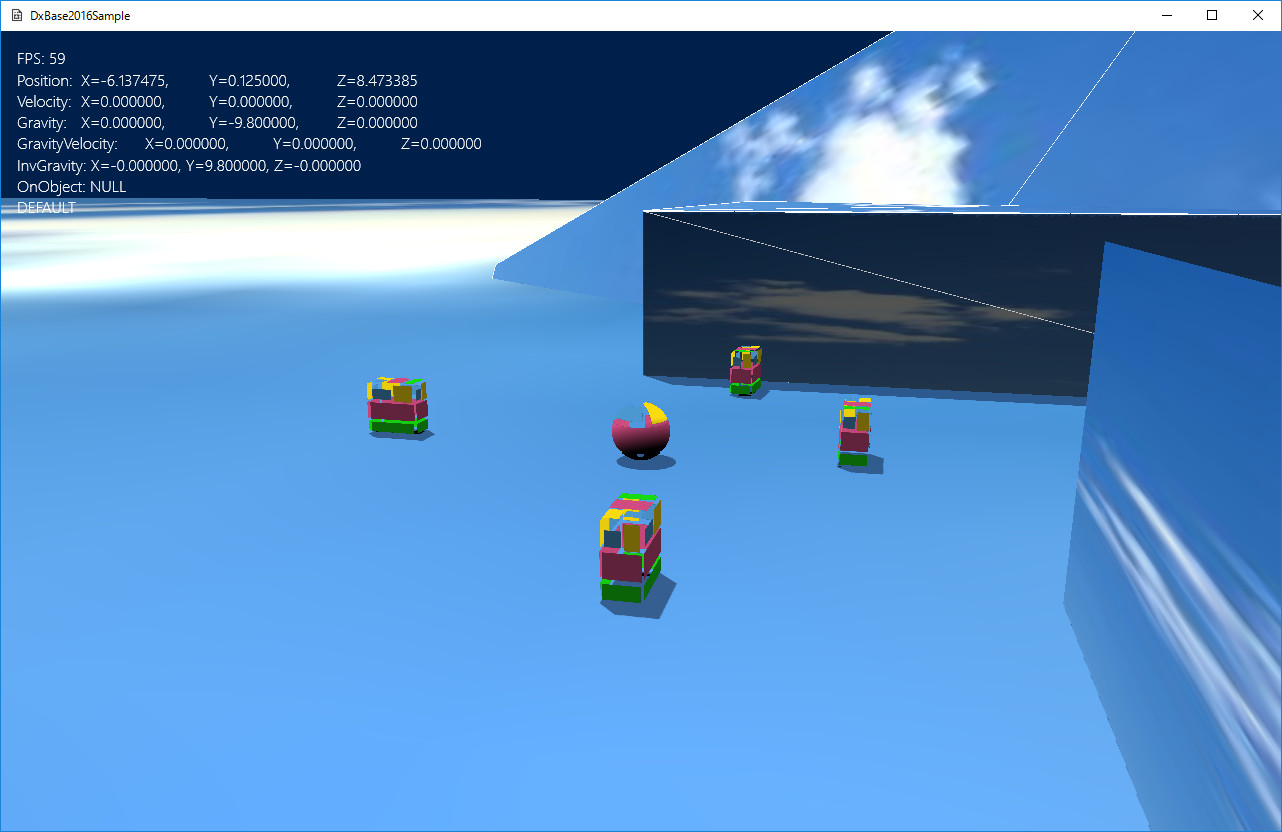 DxBase2016Sample
FPS: 59
Position: X=-6.137475, Y=0.125000, Z=8.473385
Velocity: X=0.000000, Y=0.000000, Z=0.000000
Gravity: X=0.000000, Y=-9.800000, Z=0.000000
GravityVelocity: X=0.000000, Y=0.000000, Z=0.000000
InvGravity: X=-0.000000, Y=9.800000, Z=-0.000000
OnObject: NULL
DEFAULT